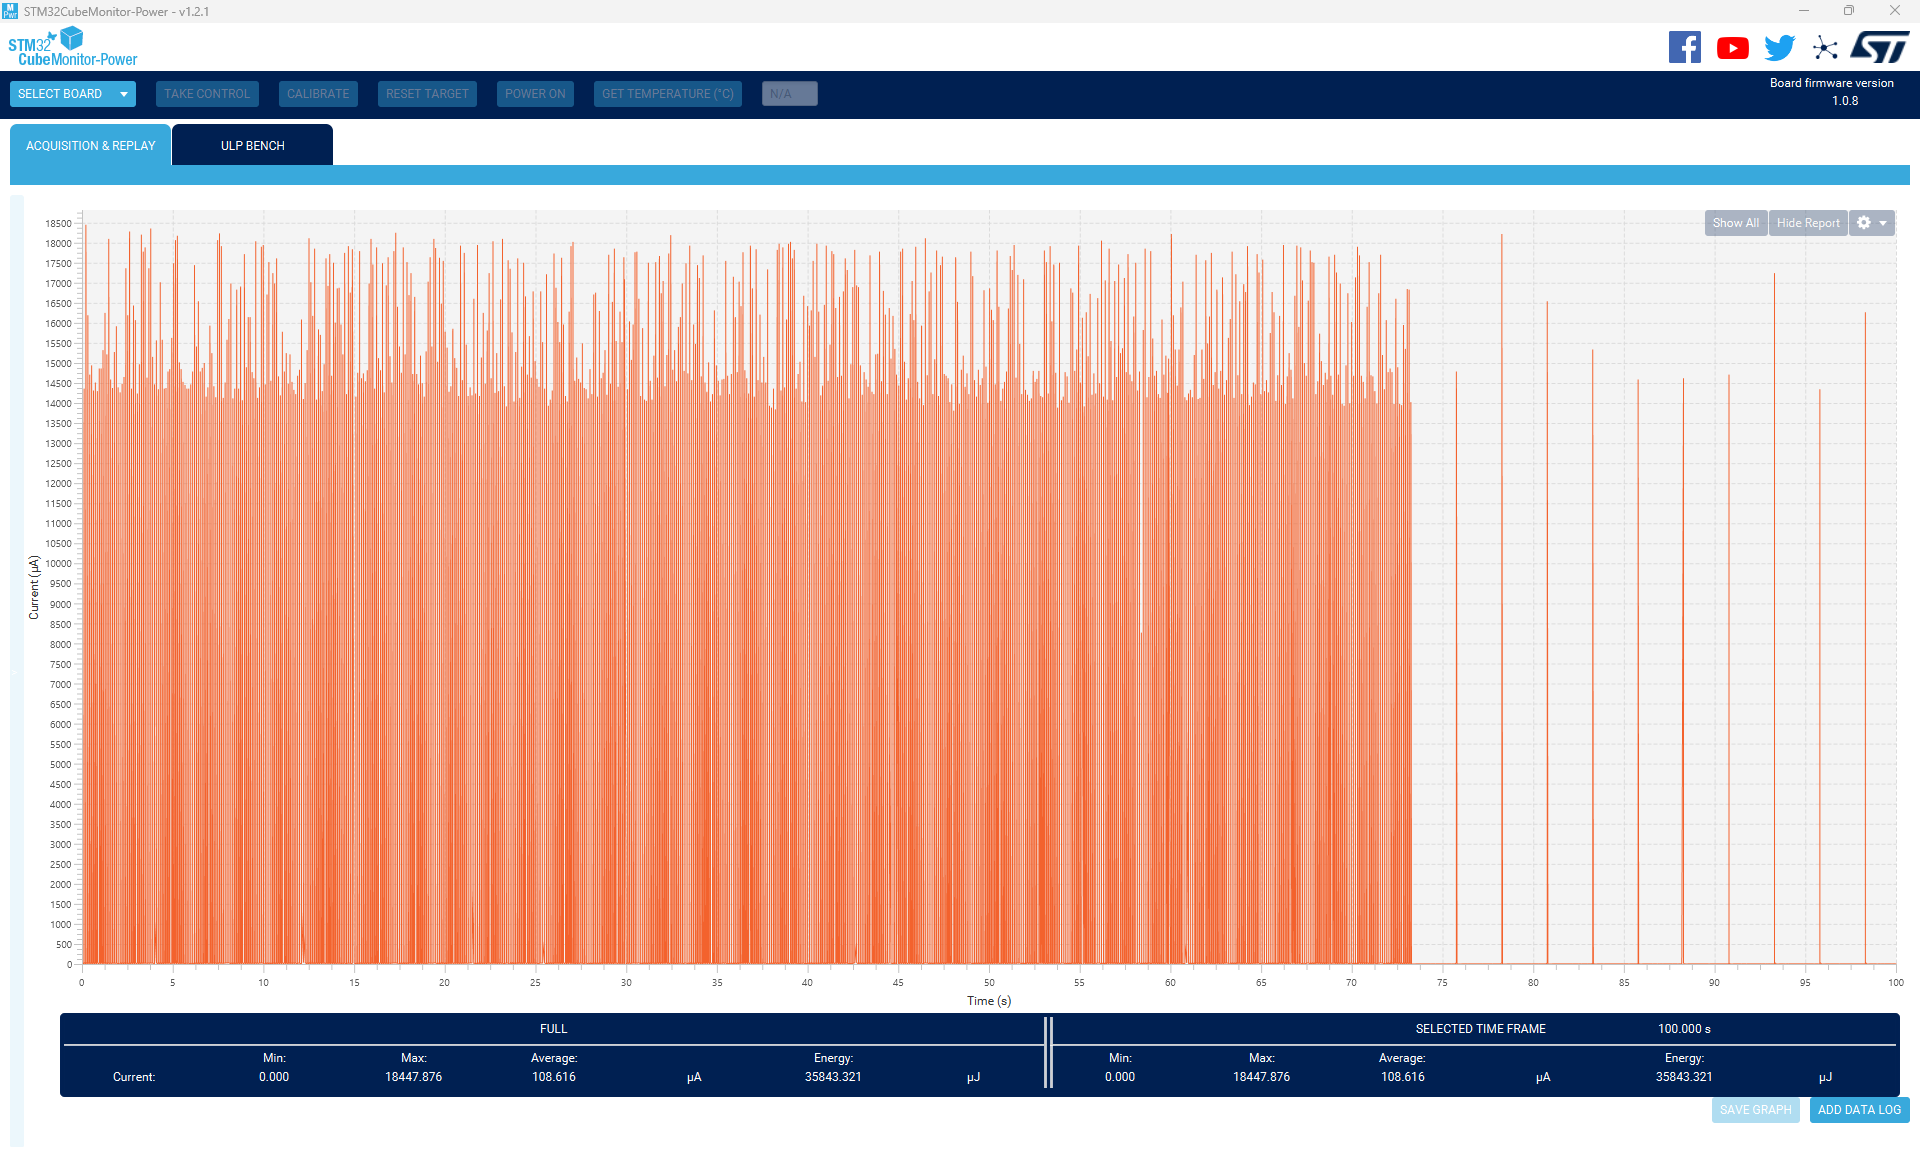 STM32CubeMonitor-Power - v1.2.1
STM32
CubeMonitor-Power
SELECT BOARD
TAKE CONTROL
CALIBRATE
RESET TARGET
POWER ON
GET TEMPERATURE (°C)
N/A
Board firmware version
1.0.8
ACQUISITION & REPLAY
ULP BENCH
Show All
Hide Report
18500
18000
17500
17000
16500
16000
15500
15000
14500
14000
13500
13000
12500
12000
11500
11000
10500
10000
9500
9000
8500
8000
7500
7000
6500
6000
5500
5000
4500
4000
3500
3000
2500
2000
1500
1000
500
0
Current (µA)
0 5 10 15 20 25 30 35 40 45 50 55 60 65 70 75 80 85 90 95 100
Time (s)
FULL
Min: Max: Average: Energy:
Current: 0.000 18447.876 108.616 µA 35843.321 µJ
SELECTED TIME FRAME 100.000 s
Min: Max: Average: Energy:
0.000 18447.876 108.616 µA 35843.321 µJ
SAVE GRAPH
ADD DATA LOG